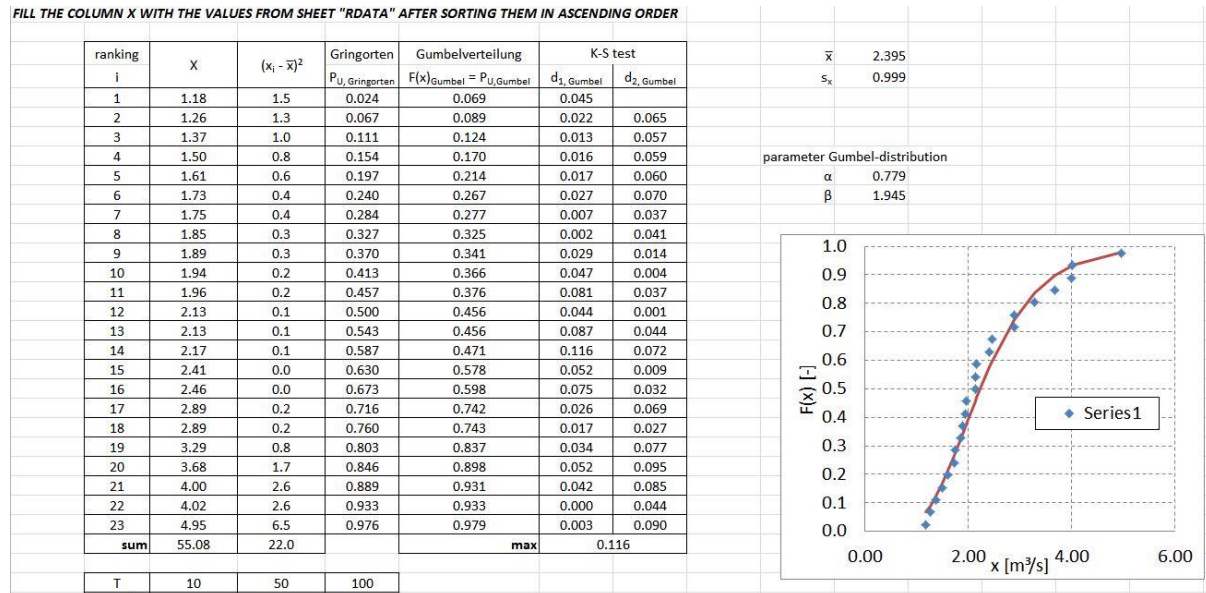 FILL THE COLUMN X WITH THE VALUES FROM SHEET "RDATA" AFTER SORTING THEM IN ASCENDING ORDER
ranking X (xi - x̅)² Gringorten Gumbelverteilung K-S test
i PU, Gringorten F(x)Gumbel = PU,Gumbel d1, Gumbel d2, Gumbel
1 1.18 1.5 0.024 0.069 0.045
2 1.26 1.3 0.067 0.089 0.022 0.065
3 1.37 1.0 0.111 0.124 0.013 0.057
4 1.50 0.8 0.154 0.170 0.016 0.059
5 1.61 0.6 0.197 0.214 0.017 0.060
6 1.73 0.4 0.240 0.267 0.027 0.070
7 1.75 0.4 0.284 0.277 0.007 0.037
8 1.85 0.3 0.327 0.325 0.002 0.041
9 1.89 0.3 0.370 0.341 0.029 0.014
10 1.94 0.2 0.413 0.366 0.047 0.004
11 1.96 0.2 0.457 0.376 0.081 0.037
12 2.13 0.1 0.500 0.456 0.044 0.001
13 2.13 0.1 0.543 0.456 0.087 0.044
14 2.17 0.1 0.587 0.471 0.116 0.072
15 2.41 0.0 0.630 0.578 0.052 0.009
16 2.46 0.0 0.673 0.598 0.075 0.032
17 2.89 0.2 0.716 0.742 0.026 0.069
18 2.89 0.2 0.760 0.743 0.017 0.027
19 3.29 0.8 0.803 0.837 0.034 0.077
20 3.68 1.7 0.846 0.898 0.052 0.095
21 4.00 2.6 0.889 0.931 0.042 0.085
22 4.02 2.6 0.933 0.933 0.000 0.044
23 4.95 6.5 0.976 0.979 0.003 0.090
sum 55.08 22.0 max 0.116
T 10 50 100
x̅ 2.395
sx 0.999
parameter Gumbel-distribution
α 0.779
β 1.945
1.0
0.9
0.8
0.7
0.6
0.5
0.4
0.3
0.2
0.1
0.0
F(x) [-]
Series1
0.00 2.00 4.00 6.00
x [m³/s]